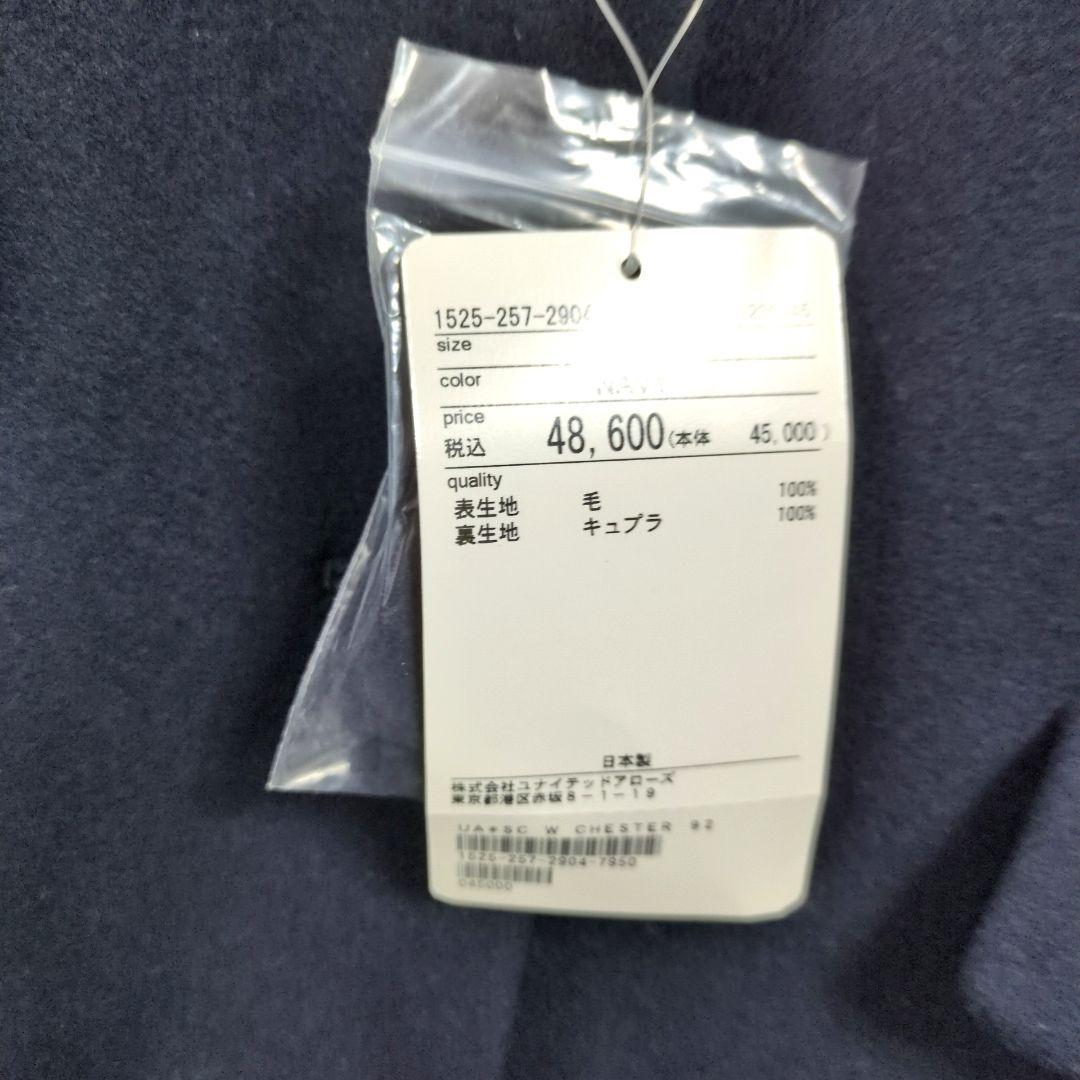 1525-257-2904
size
color NAVY
price
税込 48,600(本体 45,000)
quality
表生地 毛 100%
裏生地 キュプラ 100%
日本製
株式会社ユナイテッドアローズ
東京都港区赤坂8-1-19
UA*SC W CHESTER 92
1525-257-2904-7950
045000